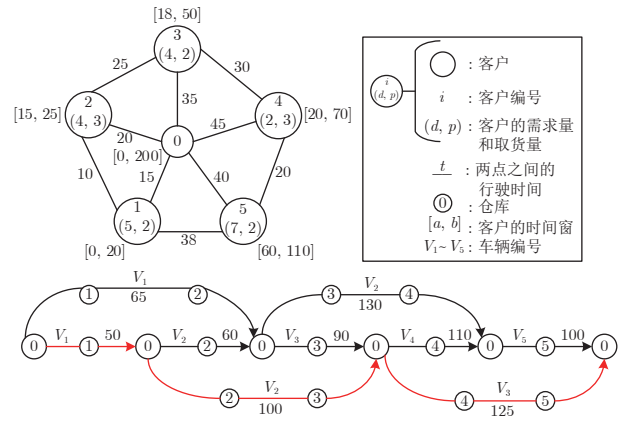 [18, 50]
3
(4, 2)
25
30
35
[15, 25]
2
(4, 3)
20
0
[0, 200]
45
4
(2, 3)
[20, 70]
10
15
40
20
1
(5, 2)
[0, 20]
38
5
(7, 2)
[60, 110]
i
(d, p)
: 客户
i : 客户编号
(d, p) : 客户的需求量
和取货量
t : 两点之间的
行驶时间
0 : 仓库
[a, b] : 客户的时间窗
V₁~ V₅ : 车辆编号
V₁
1 2
65
V₂
3 4
130
0 V₁ 1 50 0 V₂ 2 60 0 V₃ 3 90 0 V₄ 4 110 0 V₅ 5 100 0
V₂
2 3
100
V₃
4 5
125